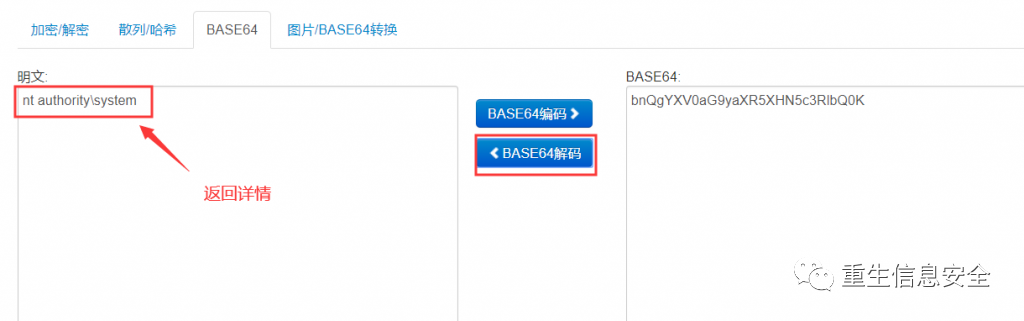 加密/解密 散列/哈希 BASE64 图片/BASE64转换
明文: BASE64:
nt authority\system bnQgYXV0aG9yaXR5XHN5c3RlbQ0K
BASE64编码
BASE64解码
返回详情
重生信息安全